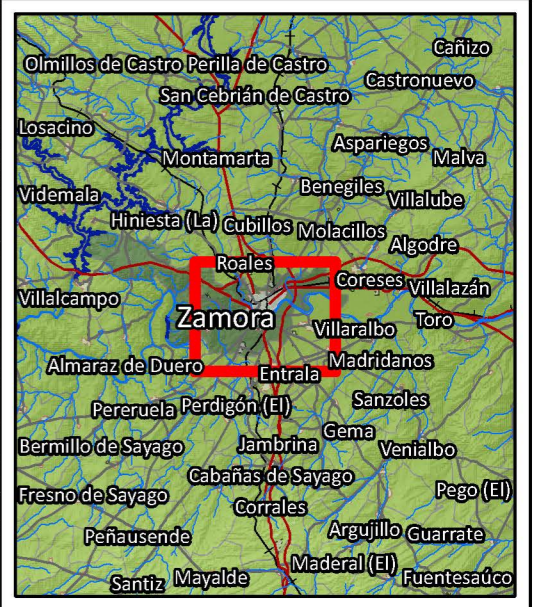 Cañizo
Olmillos de Castro Perilla de Castro
Castronuevo
San Cebrián de Castro
Losacino
Aspariegos
Malva
Montamarta
Benegiles
Villalube
Videmala
Hiniesta (La) Cubillos Molacillos
Algodre
Roales
Coreses
Villalazán
Villalcampo
Zamora
Toro
Villaralbo
Madridanos
Almaraz de Duero
Entrala
Sanzoles
Pereruela Perdigón (El)
Gema
Bermillo de Sayago
Jambrina
Venialbo
Cabañas de Sayago
Fresno de Sayago
Pego (El)
Corrales
Argujillo Guarrate
Peñausende
Maderal (El)
Santiz Mayalde
Fuentesaúco